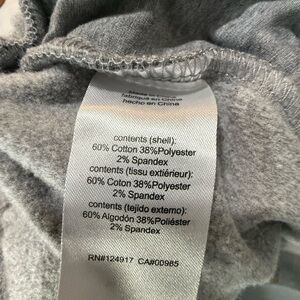 Made in China
fabriqué en Chine
hecho en China
contents (shell):
60% Cotton 38%Polyester
2% Spandex
contents (tissu extérieur):
60% Coton 38%Polyester
2% Spandex
contents (tejido externo):
60% Algodón 38%Poliéster
2% Spandex
RN#124917 CA#00985